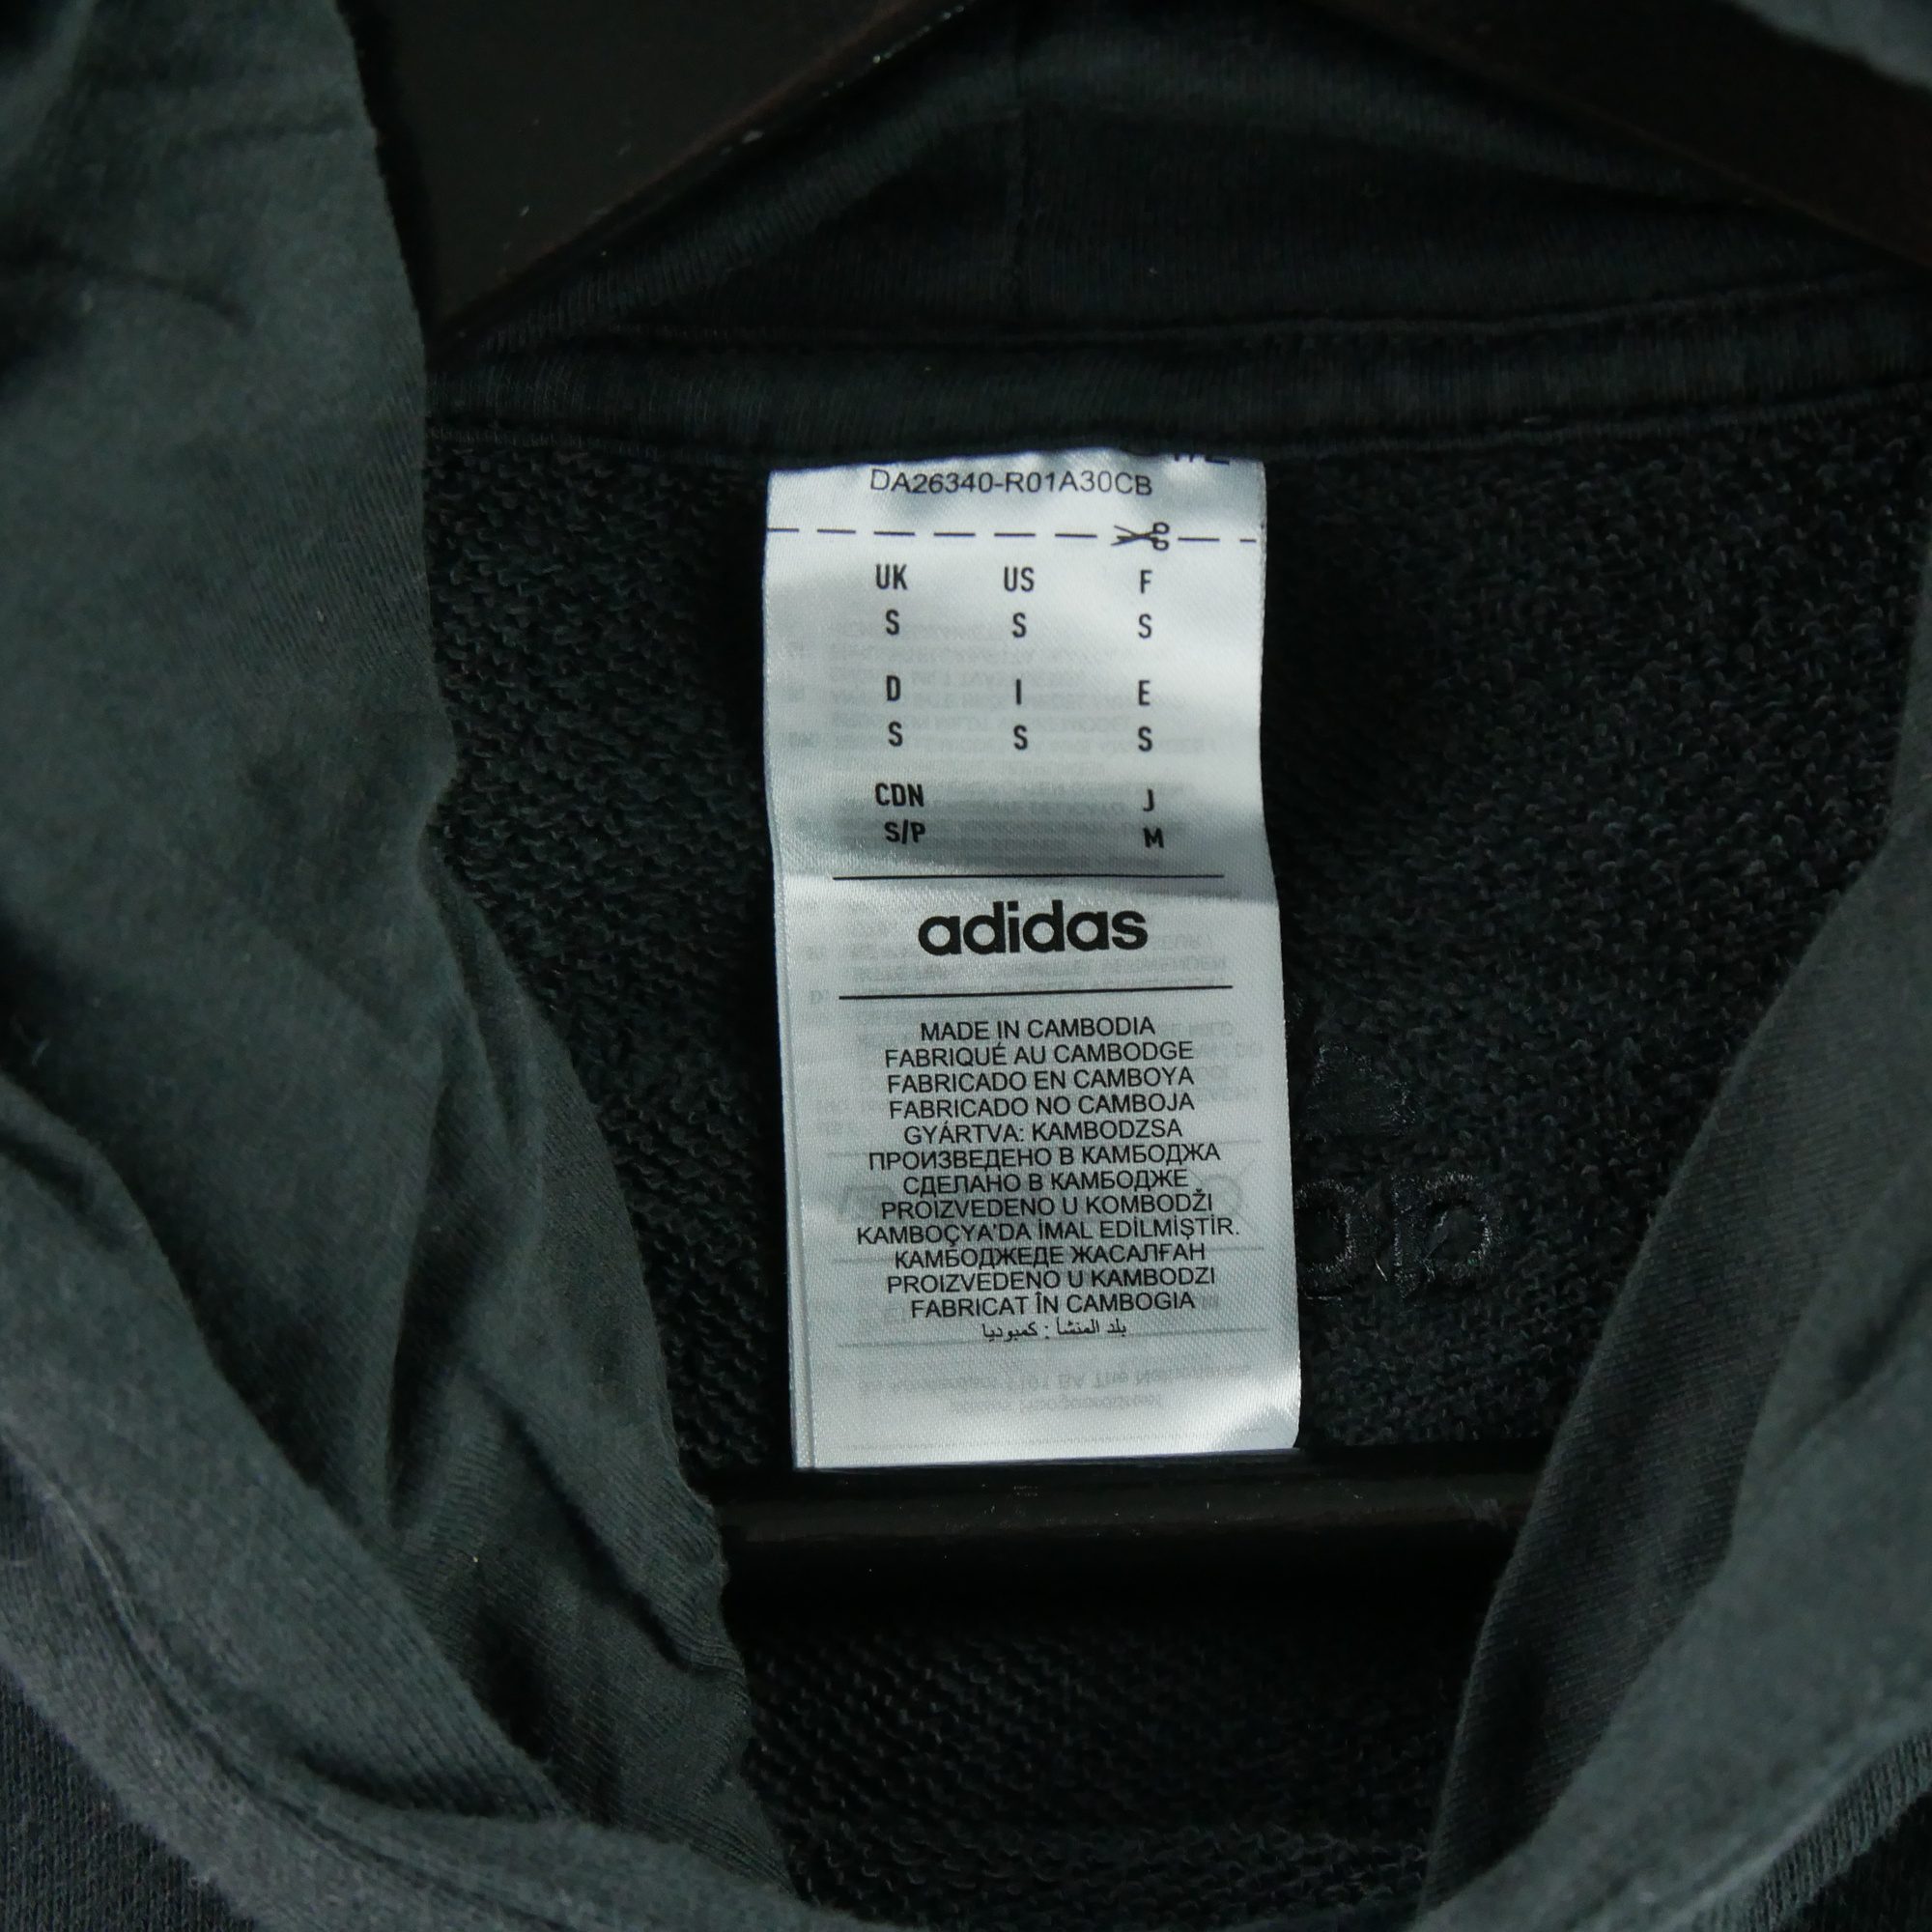 DA26340-R01A30CB
UK US F
S S S
D I E
S S S
CDN J
S/P M
adidas
MADE IN CAMBODIA
FABRIQUÉ AU CAMBODGE
FABRICADO EN CAMBOYA
FABRICADO NO CAMBOJA
GYÁRTVA: KAMBODZSA
ПРОИЗВЕДЕНО В КАМБОДЖА
СДЕЛАНО В КАМБОДЖЕ
PROIZVEDENO U KOMBODŽI
KAMBOÇYA'DA İMAL EDİLMİŞTİR.
КАМБОДЖЕДЕ ЖАСАЛҒАН
PROIZVEDENO U KAMBODZI
FABRICAT ÎN CAMBOGIA
بلد المنشأ : كمبوديا